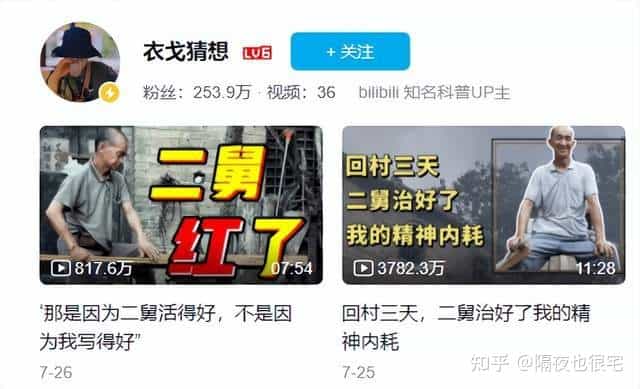 衣戈猜想 LV6 + 关注
粉丝：253.9万 · 视频：36 bilibili 知名科普UP主
二舅
红了
817.6万 07:54
回村三天
二舅治好了
我的精神内耗
3782.3万 11:28
“那是因为二舅活得好，不是因
为我写得好”
7-26
回村三天，二舅治好了我的精
神内耗
7-25
知乎 @隔夜也很宅